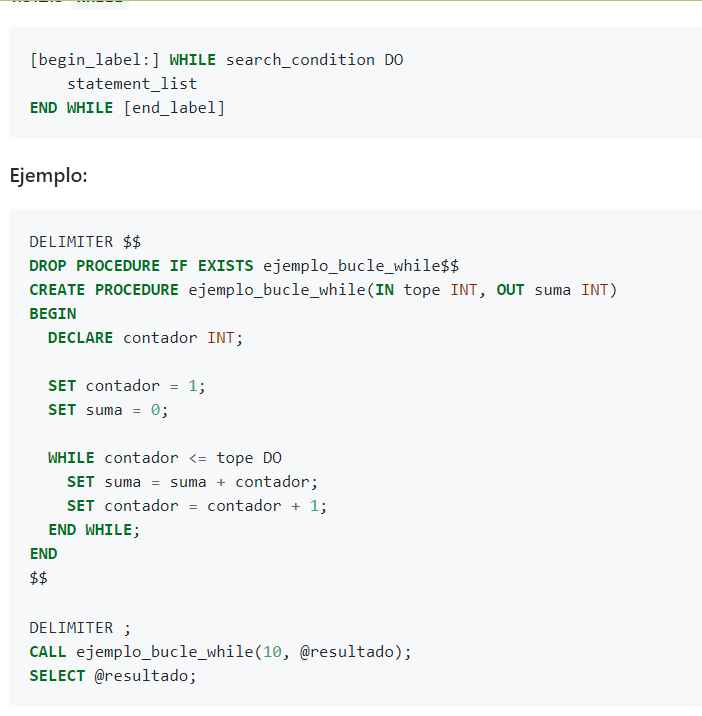 [begin_label:] WHILE search_condition DO
    statement_list
END WHILE [end_label]
Ejemplo:
DELIMITER $$
DROP PROCEDURE IF EXISTS ejemplo_bucle_while$$
CREATE PROCEDURE ejemplo_bucle_while(IN tope INT, OUT suma INT)
BEGIN
  DECLARE contador INT;
  SET contador = 1;
  SET suma = 0;
  WHILE contador <= tope DO
    SET suma = suma + contador;
    SET contador = contador + 1;
  END WHILE;
END
$$
DELIMITER ;
CALL ejemplo_bucle_while(10, @resultado);
SELECT @resultado;